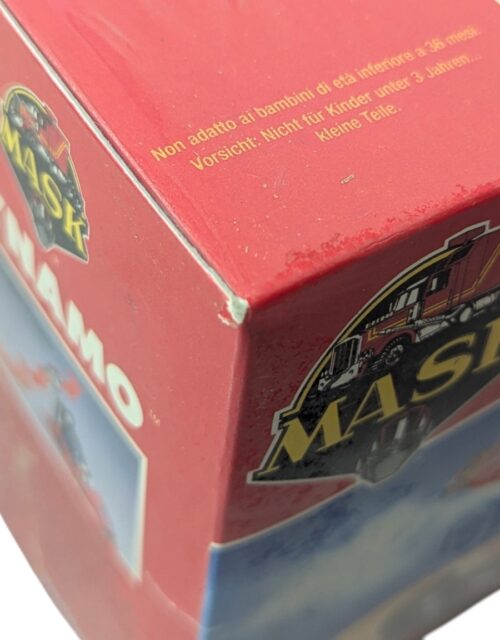 Non adatto ai bambini di età inferiore a 36 mesi.
Vorsicht: Nicht für Kinder unter 3 Jahren...
kleine Teile.
MASK
NAMO™
MASK